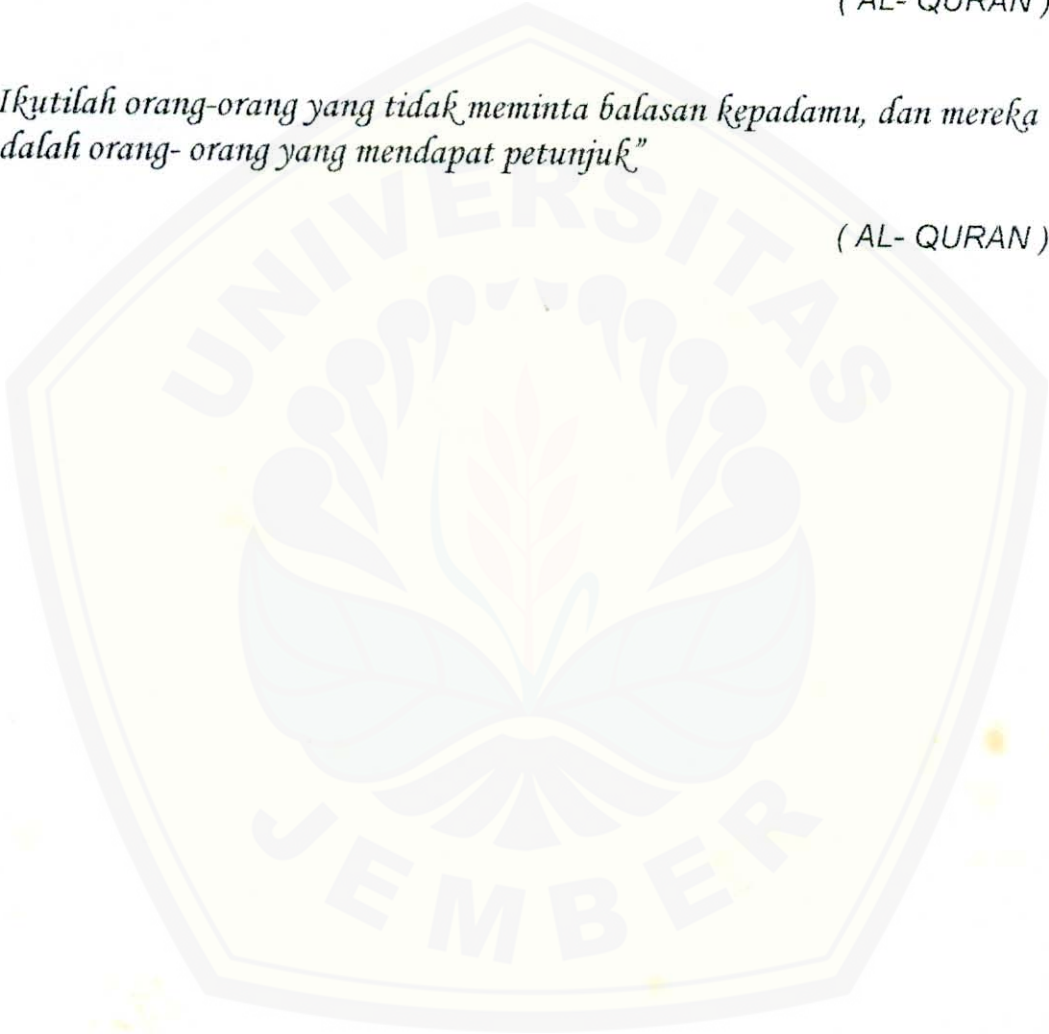 ( AL- QURAN )
Ikutilah orang-orang yang tidak meminta balasan kepadamu, dan mereka
dalah orang- orang yang mendapat petunjuk"
( AL- QURAN )
UNIVERSITAS
JEMBER